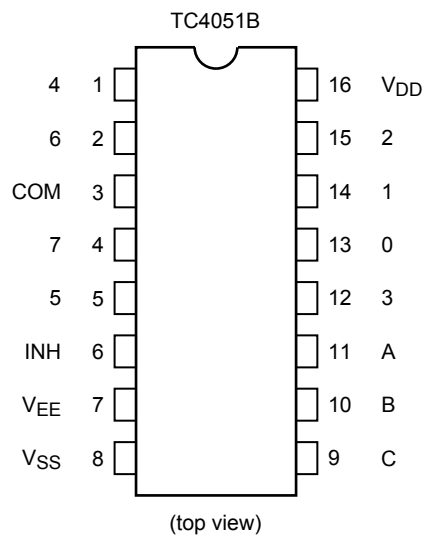 TC4051B
4 1 16 VDD
6 2 15 2
COM 3 14 1
7 4 13 0
5 5 12 3
INH 6 11 A
VEE 7 10 B
VSS 8 9 C
(top view)